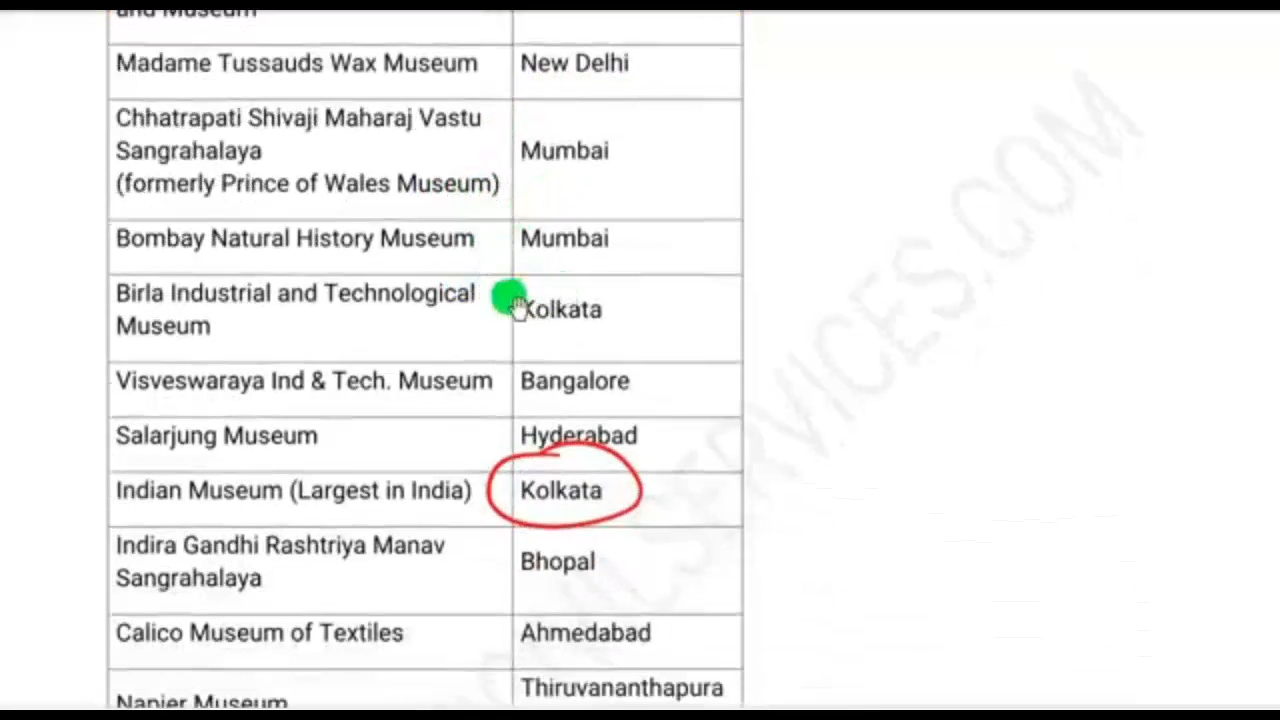 and Museum
Madame Tussauds Wax Museum
New Delhi
Chhatrapati Shivaji Maharaj Vastu
Sangrahalaya
(formerly Prince of Wales Museum)
Mumbai
Bombay Natural History Museum
Mumbai
Birla Industrial and Technological
Museum
Kolkata
Visveswaraya Ind & Tech. Museum
Bangalore
Salarjung Museum
Hyderabad
Indian Museum (Largest in India)
Kolkata
Indira Gandhi Rashtriya Manav
Sangrahalaya
Bhopal
Calico Museum of Textiles
Ahmedabad
Napier Museum
Thiruvananthapura